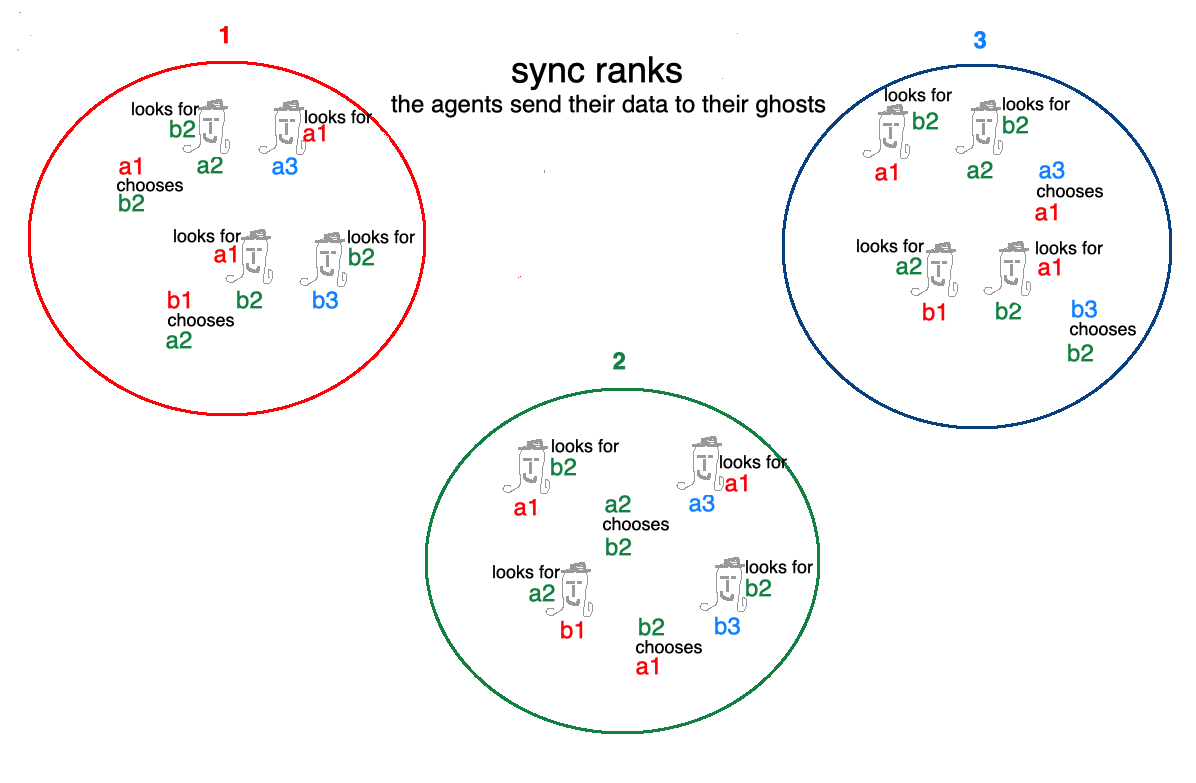 sync ranks
the agents send their data to their ghosts
1
looks for
b2
a2
looks for
a1
a3
a1
chooses
b2
looks for
a1
b2
looks for
b2
b3
b1
chooses
a2
3
looks for
b2
a1
looks for
b2
a2
a3
chooses
a1
looks for
a2
b1
looks for
a1
b2
b3
chooses
b2
2
looks for
b2
a1
looks for
a1
a3
a2
chooses
b2
looks for
a2
b1
looks for
b2
b3
b2
chooses
a1